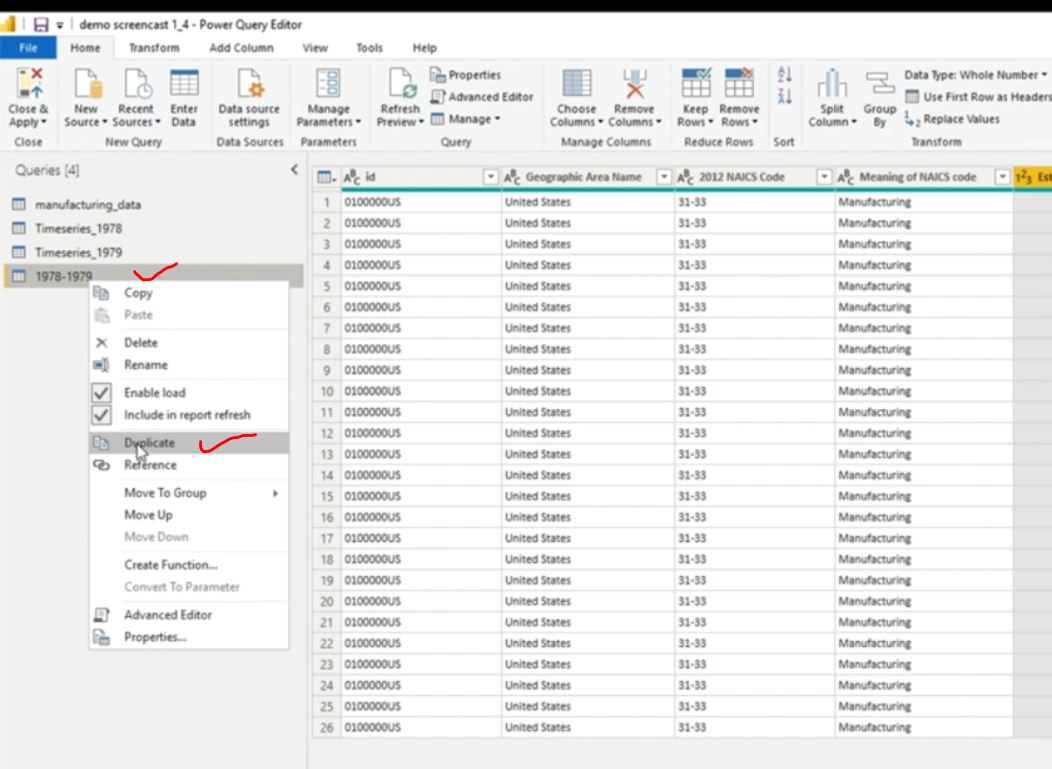 demo screencast 1_4 - Power Query Editor
File Home Transform Add Column View Tools Help
Close & Apply New Source Recent Sources Enter Data Data source settings Manage Parameters Refresh Preview Properties Advanced Editor Manage Choose Columns Remove Columns Keep Rows Remove Rows Split Column Group By Data Type: Whole Number Use First Row as Headers Replace Values
Close New Query Data Sources Parameters Query Manage Columns Reduce Rows Sort Transform
Queries [4]
manufacturing_data
Timeseries_1978
Timeseries_1979
1978-1979
Copy
Paste
Delete
Rename
Enable load
Include in report refresh
Duplicate
Reference
Move To Group
Move Up
Move Down
Create Function...
Convert To Parameter
Advanced Editor
Properties...
id Geographic Area Name 2012 NAICS Code Meaning of NAICS code
1 0100000US United States 31-33 Manufacturing
2 0100000US United States 31-33 Manufacturing
3 0100000US United States 31-33 Manufacturing
4 0100000US United States 31-33 Manufacturing
5 0100000US United States 31-33 Manufacturing
6 0100000US United States 31-33 Manufacturing
7 0100000US United States 31-33 Manufacturing
8 0100000US United States 31-33 Manufacturing
9 0100000US United States 31-33 Manufacturing
10 0100000US United States 31-33 Manufacturing
11 0100000US United States 31-33 Manufacturing
12 0100000US United States 31-33 Manufacturing
13 0100000US United States 31-33 Manufacturing
14 0100000US United States 31-33 Manufacturing
15 0100000US United States 31-33 Manufacturing
16 0100000US United States 31-33 Manufacturing
17 0100000US United States 31-33 Manufacturing
18 0100000US United States 31-33 Manufacturing
19 0100000US United States 31-33 Manufacturing
20 0100000US United States 31-33 Manufacturing
21 0100000US United States 31-33 Manufacturing
22 0100000US United States 31-33 Manufacturing
23 0100000US United States 31-33 Manufacturing
24 0100000US United States 31-33 Manufacturing
25 0100000US United States 31-33 Manufacturing
26 0100000US United States 31-33 Manufacturing